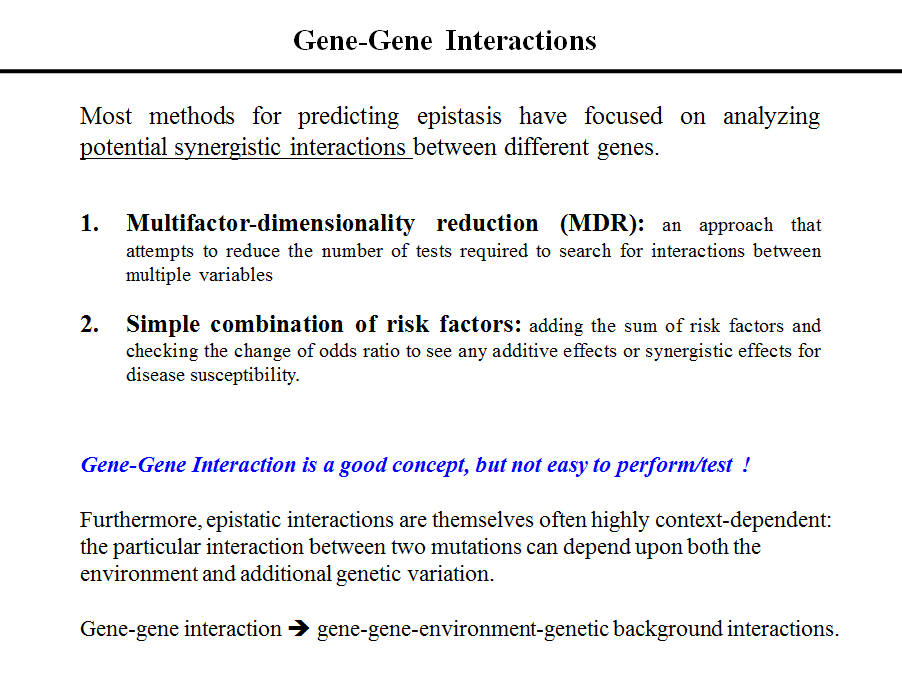 Gene-Gene Interactions
Most methods for predicting epistasis have focused on analyzing
potential synergistic interactions between different genes.
1. Multifactor-dimensionality reduction (MDR): an approach that
attempts to reduce the number of tests required to search for interactions between
multiple variables
2. Simple combination of risk factors: adding the sum of risk factors and
checking the change of odds ratio to see any additive effects or synergistic effects for
disease susceptibility.
Gene-Gene Interaction is a good concept, but not easy to perform/test !
Furthermore, epistatic interactions are themselves often highly context-dependent:
the particular interaction between two mutations can depend upon both the
environment and additional genetic variation.
Gene-gene interaction ➔ gene-gene-environment-genetic background interactions.